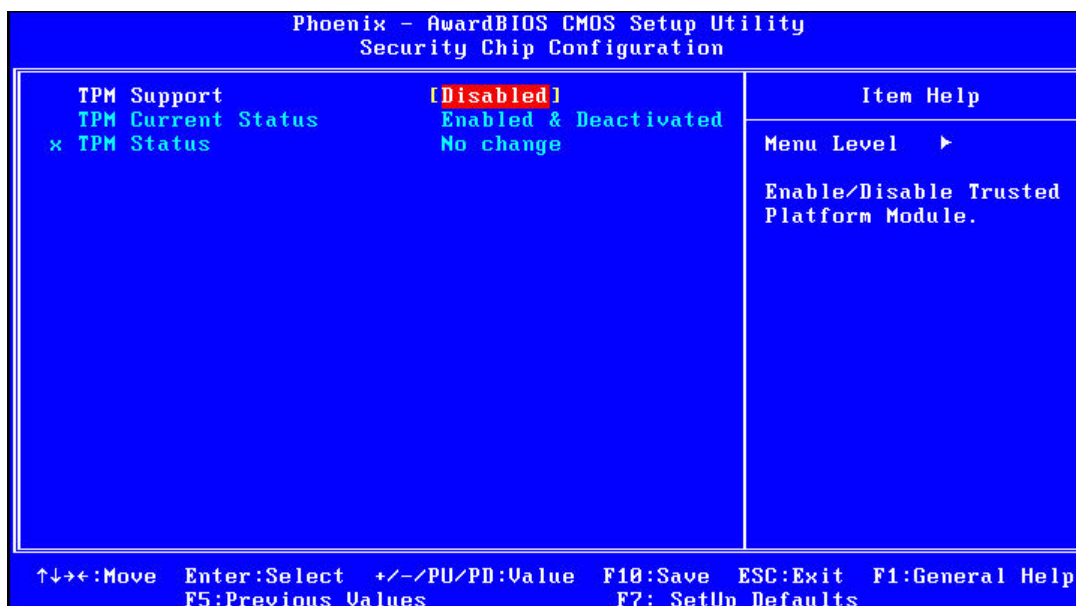 Phoenix - AwardBIOS CMOS Setup Utility
Security Chip Configuration
TPM Support [Disabled]
TPM Current Status Enabled & Deactivated
x TPM Status No change
Item Help
Menu Level ►
Enable/Disable Trusted
Platform Module.
↑↓→←:Move Enter:Select +/-/PU/PD:Value F10:Save ESC:Exit F1:General Help
F5:Previous Values F7: SetUp Defaults